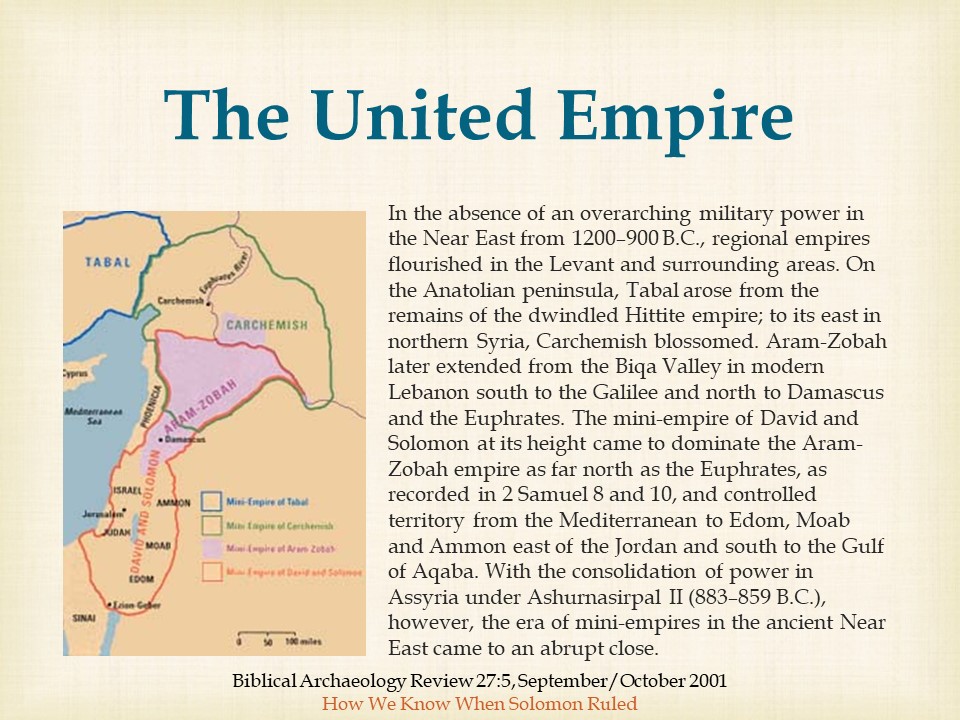 The United Empire
In the absence of an overarching military power in
the Near East from 1200–900 B.C., regional empires
flourished in the Levant and surrounding areas. On
the Anatolian peninsula, Tabal arose from the
remains of the dwindled Hittite empire; to its east in
northern Syria, Carchemish blossomed. Aram-Zobah
later extended from the Biqa Valley in modern
Lebanon south to the Galilee and north to Damascus
and the Euphrates. The mini-empire of David and
Solomon at its height came to dominate the Aram-
Zobah empire as far north as the Euphrates, as
recorded in 2 Samuel 8 and 10, and controlled
territory from the Mediterranean to Edom, Moab
and Ammon east of the Jordan and south to the Gulf
of Aqaba. With the consolidation of power in
Assyria under Ashurnasirpal II (883–859 B.C.),
however, the era of mini-empires in the ancient Near
East came to an abrupt close.
TABAL
Euphrates River
Carchemish
CARCHEMISH
Cyprus
Mediterranean
Sea
PHOENICIA
ARAM-ZOBAH
Damascus
DAVID AND SOLOMON
ISRAEL
AMMON
Jerusalem
JUDAH
MOAB
EDOM
Ezion-Geber
SINAI
Mini-Empire of Tabal
Mini-Empire of Carchemish
Mini-Empire of Aram-Zobah
Mini-Empire of David and Solomon
0 50 100 miles
Biblical Archaeology Review 27:5, September/October 2001
How We Know When Solomon Ruled